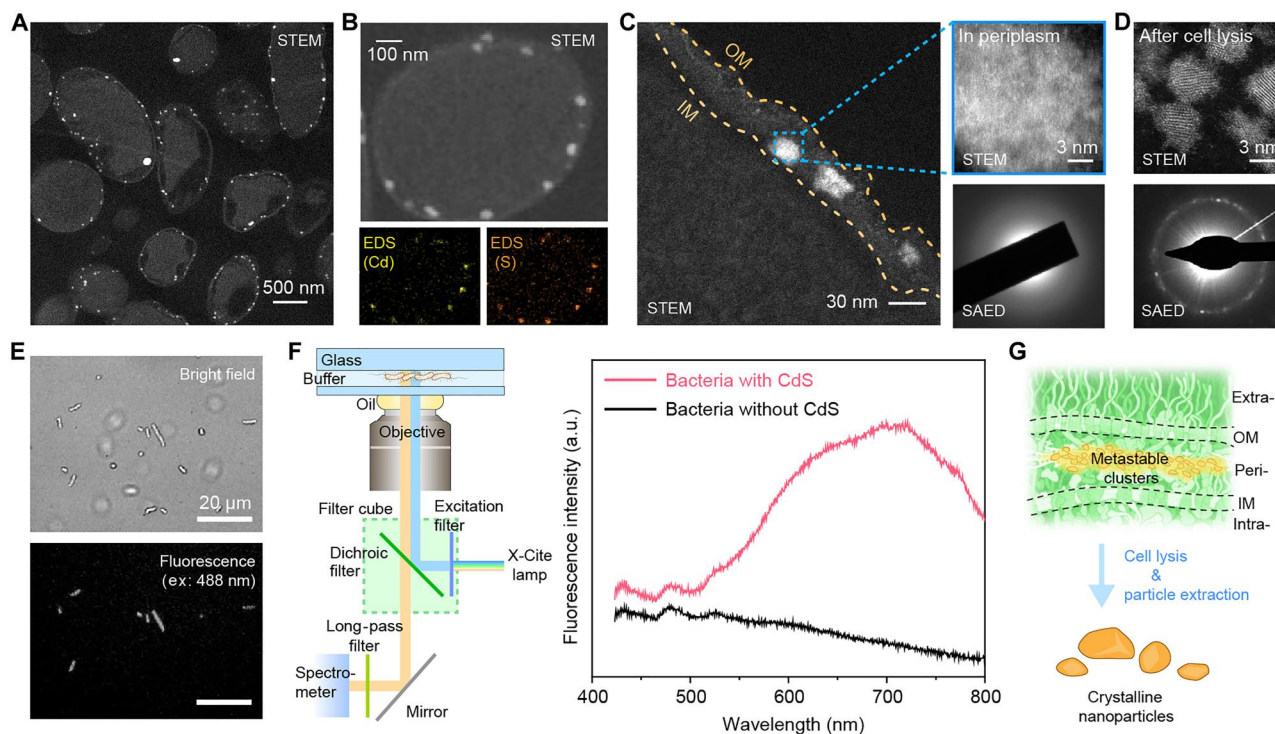 A
STEM
500 nm
B
100 nm
STEM
EDS
(Cd)
EDS
(S)
C
OM
IM
STEM
30 nm
In periplasm
STEM
3 nm
SAED
D
After cell lysis
STEM
3 nm
SAED
E
Bright field
20 μm
Fluorescence
(ex: 488 nm)
F
Glass
Buffer
Oil
Objective
Filter cube
Excitation
filter
Dichroic
filter
X-Cite
lamp
Long-pass
filter
Spectro-
meter
Mirror
Fluorescence intensity (a.u.)
Bacteria with CdS
Bacteria without CdS
400
500
600
700
800
Wavelength (nm)
G
Extra-
OM
Metastable
clusters
Peri-
IM
Intra-
Cell lysis
&
particle extraction
Crystalline
nanoparticles